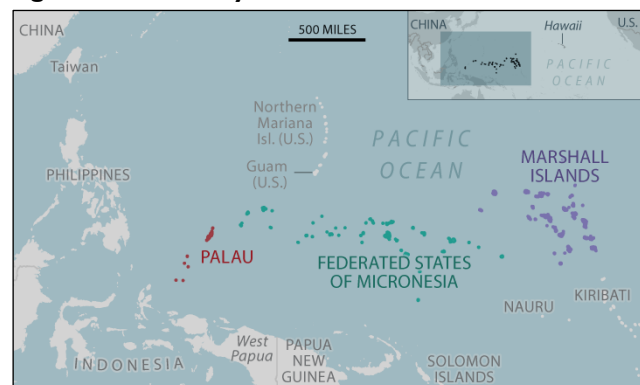 CHINA
Taiwan
500 MILES
CHINA
Hawaii
U.S.
PACIFIC
OCEAN
Northern
Mariana
Isl. (U.S.)
Guam
(U.S.)
PACIFIC
OCEAN
PHILIPPINES
MARSHALL
ISLANDS
PALAU
FEDERATED STATES
OF MICRONESIA
NAURU
KIRIBATI
INDONESIA
West
Papua
PAPUA
NEW
GUINEA
SOLOMON
ISLANDS